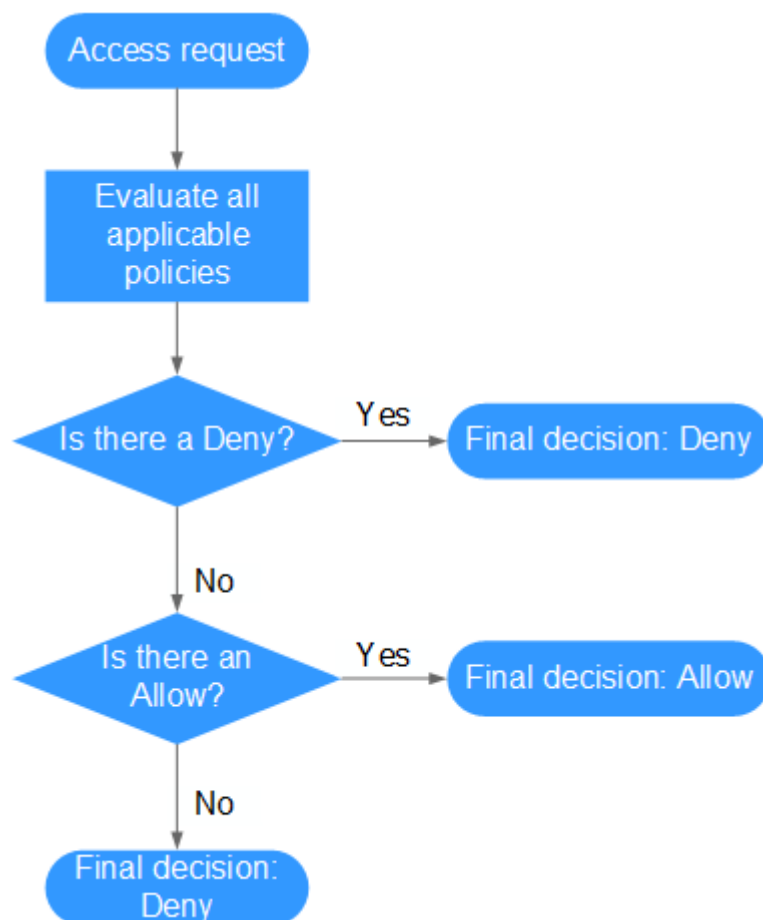 Access request
Evaluate all
applicable
policies
Is there a Deny?
Yes
Final decision: Deny
No
Is there an
Allow?
Yes
Final decision: Allow
No
Final decision:
Deny